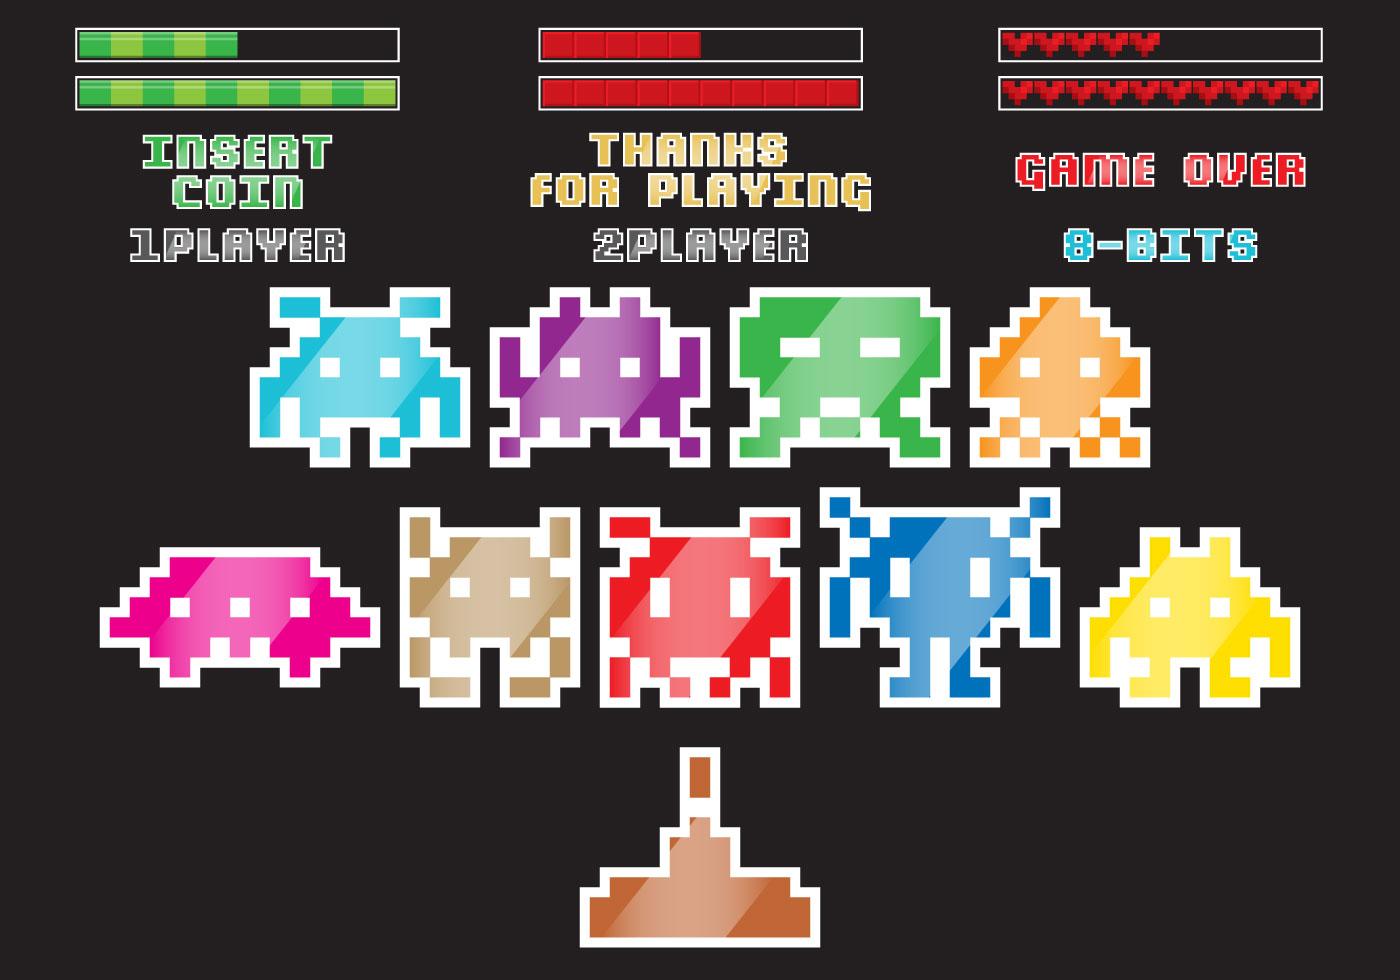 INSERT
COIN
THANKS
FOR PLAYING
GAME OVER
1PLAYER
2PLAYER
8-BITS